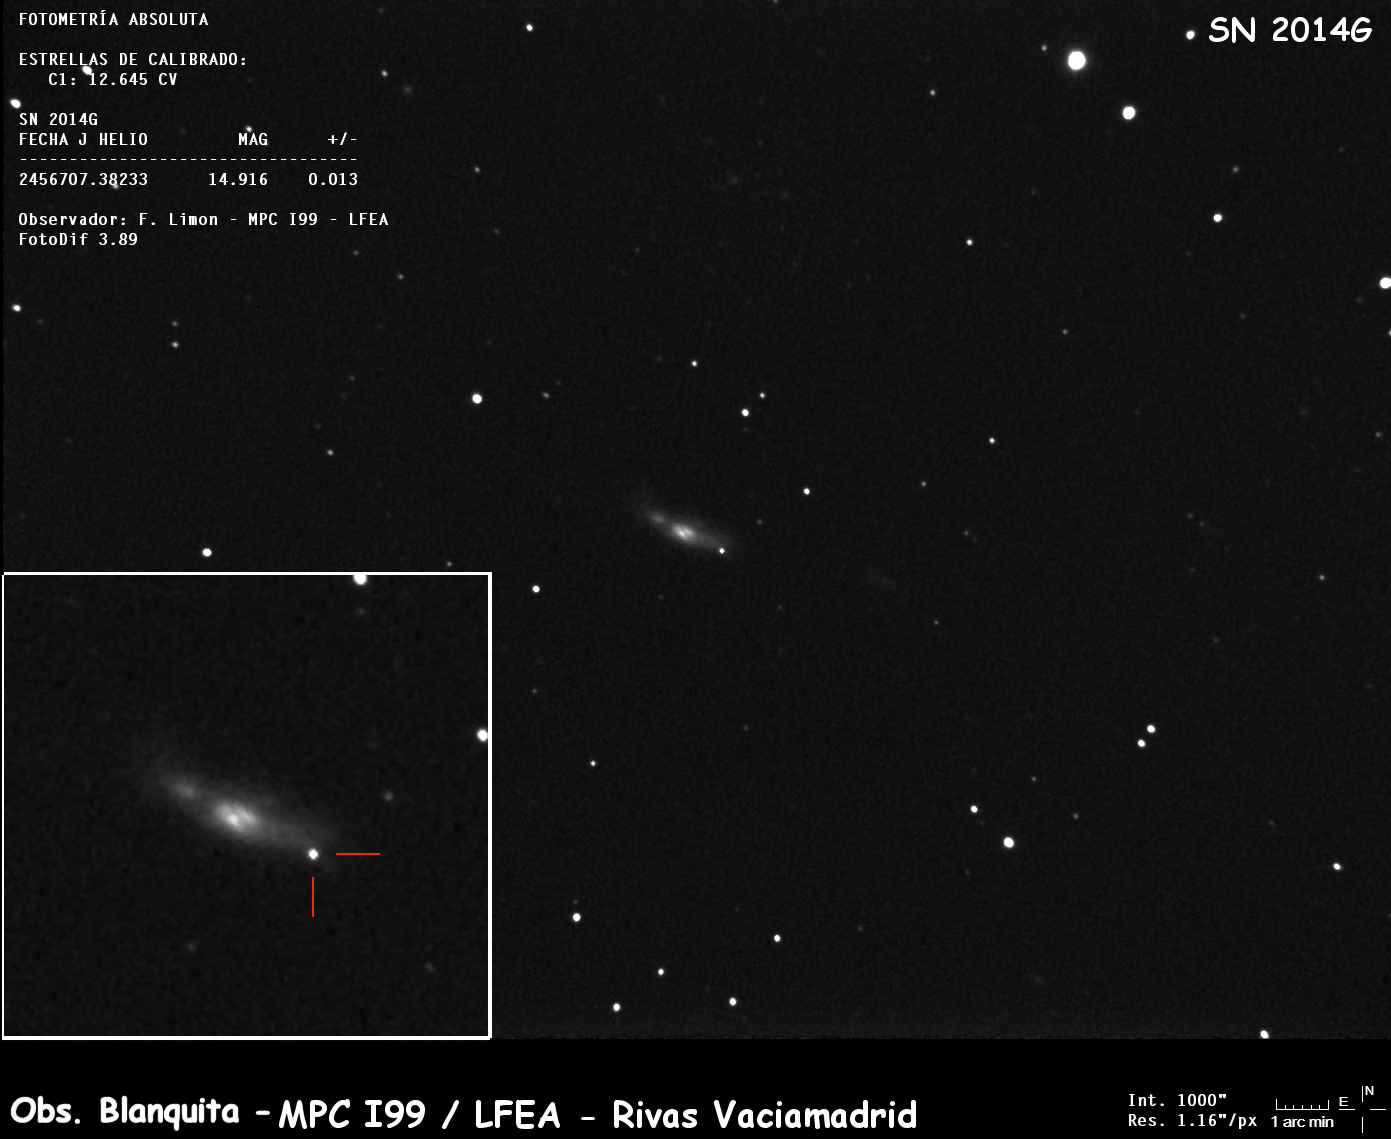 FOTOMETRÍA ABSOLUTA
SN 2014G
ESTRELLAS DE CALIBRADO:
C1: 12.645 CV
SN 2014G
FECHA J HELIO MAG +/-
----------------------------------
2456707.38233 14.916 0.013
Observador: F. Limon - MPC I99 - LFEA
FotoDif 3.89
Obs. Blanquita - MPC I99 / LFEA - Rivas Vaciamadrid
Int. 1000"
Res. 1.16"/px
1 arc min
E
N